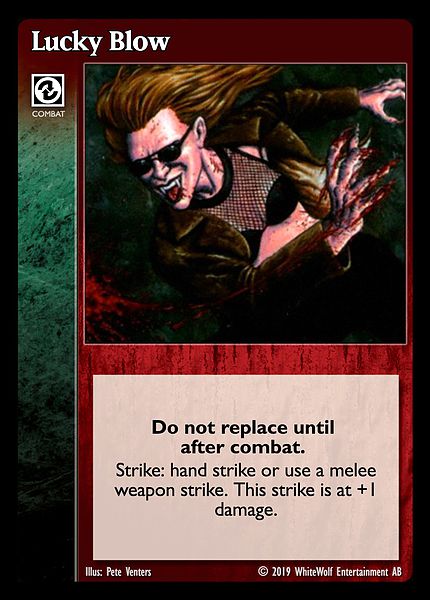 Lucky Blow
COMBAT
Do not replace until
after combat.
Strike: hand strike or use a melee
weapon strike. This strike is at +1
damage.
Illus: Pete Venters
© 2019 WhiteWolf Entertainment AB